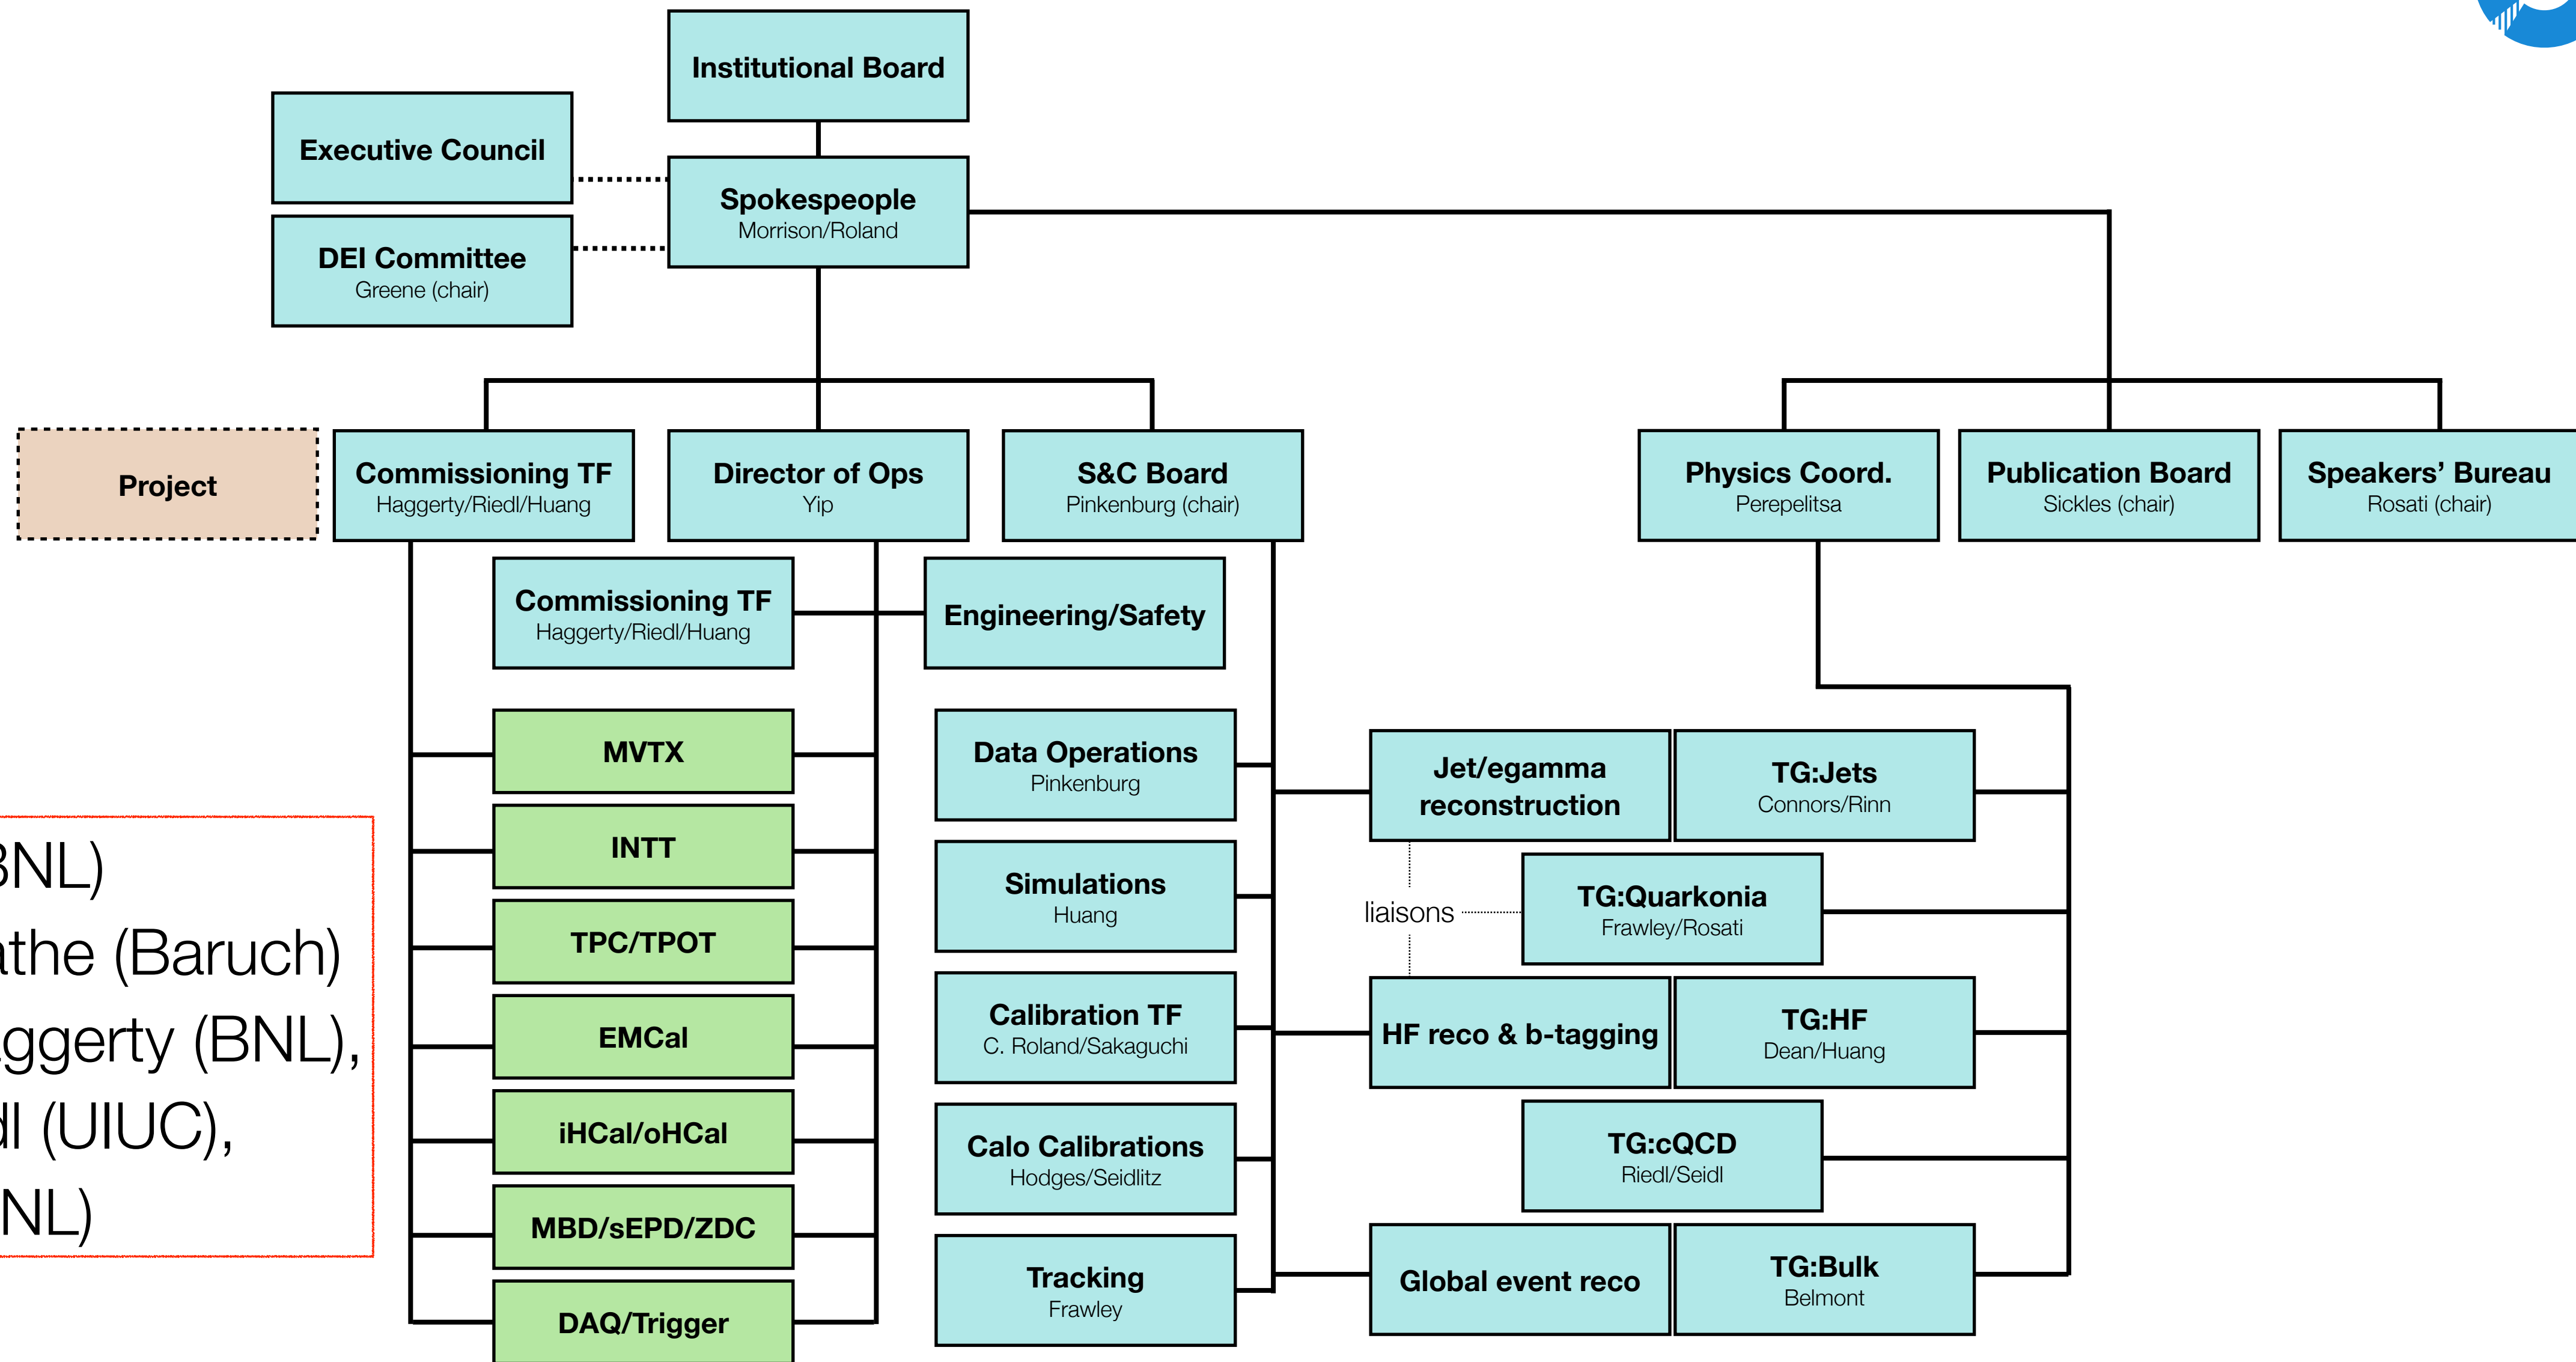 Institutional Board
Executive Council
Spokespeople
Morrison/Roland
DEI Committee
Greene (chair)
Project
Commissioning TF
Haggerty/Riedl/Huang
Director of Ops
Yip
S&C Board
Pinkenburg (chair)
Physics Coord.
Perepelitsa
Publication Board
Sickles (chair)
Speakers’ Bureau
Rosati (chair)
Commissioning TF
Haggerty/Riedl/Huang
Engineering/Safety
MVTX
INTT
TPC/TPOT
EMCal
iHCal/oHCal
MBD/sEPD/ZDC
DAQ/Trigger
Data Operations
Pinkenburg
Simulations
Huang
Calibration TF
C. Roland/Sakaguchi
Calo Calibrations
Hodges/Seidlitz
Tracking
Frawley
Jet/egamma
reconstruction
TG:Jets
Connors/Rinn
liaisons
TG:Quarkonia
Frawley/Rosati
HF reco & b-tagging
TG:HF
Dean/Huang
TG:cQCD
Riedl/Seidl
Global event reco
TG:Bulk
Belmont
(Baruch)
(BNL),
(UIUC),